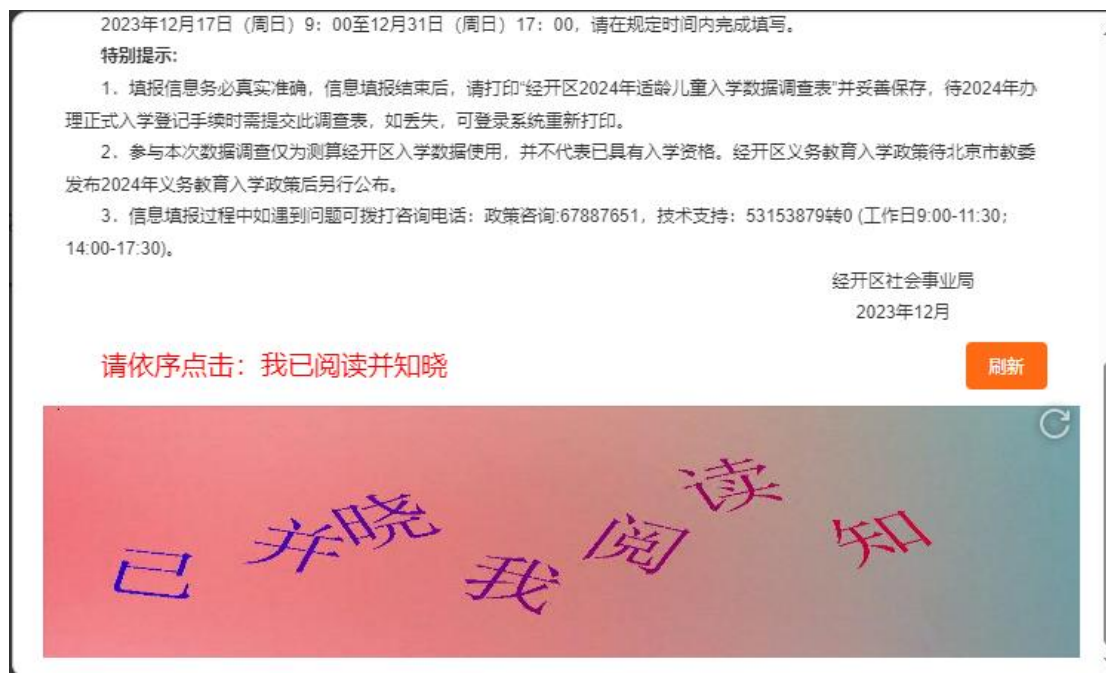 2023年12月17日（周日）9：00至12月31日（周日）17：00，请在规定时间内完成填写。
特别提示：
1、填报信息务必真实准确，信息填报结束后，请打印“经开区2024年适龄儿童入学数据调查表”并妥善保存，待2024年办
理正式入学登记手续时需提交此调查表，如丢失，可登录系统重新打印。
2、参与本次数据调查仅为测算经开区入学数据使用，并不代表已具有入学资格。经开区义务教育入学政策待北京市教委
发布2024年义务教育入学政策后另行公布。
3、信息填报过程中如遇到问题可拨打咨询电话：政策咨询:67887651，技术支持：53153879转0 (工作日9:00-11:30；
14:00-17:30)。
经开区社会事业局
2023年12月
请依序点击：我已阅读并知晓
刷新
已 并 晓 我 阅 读 知